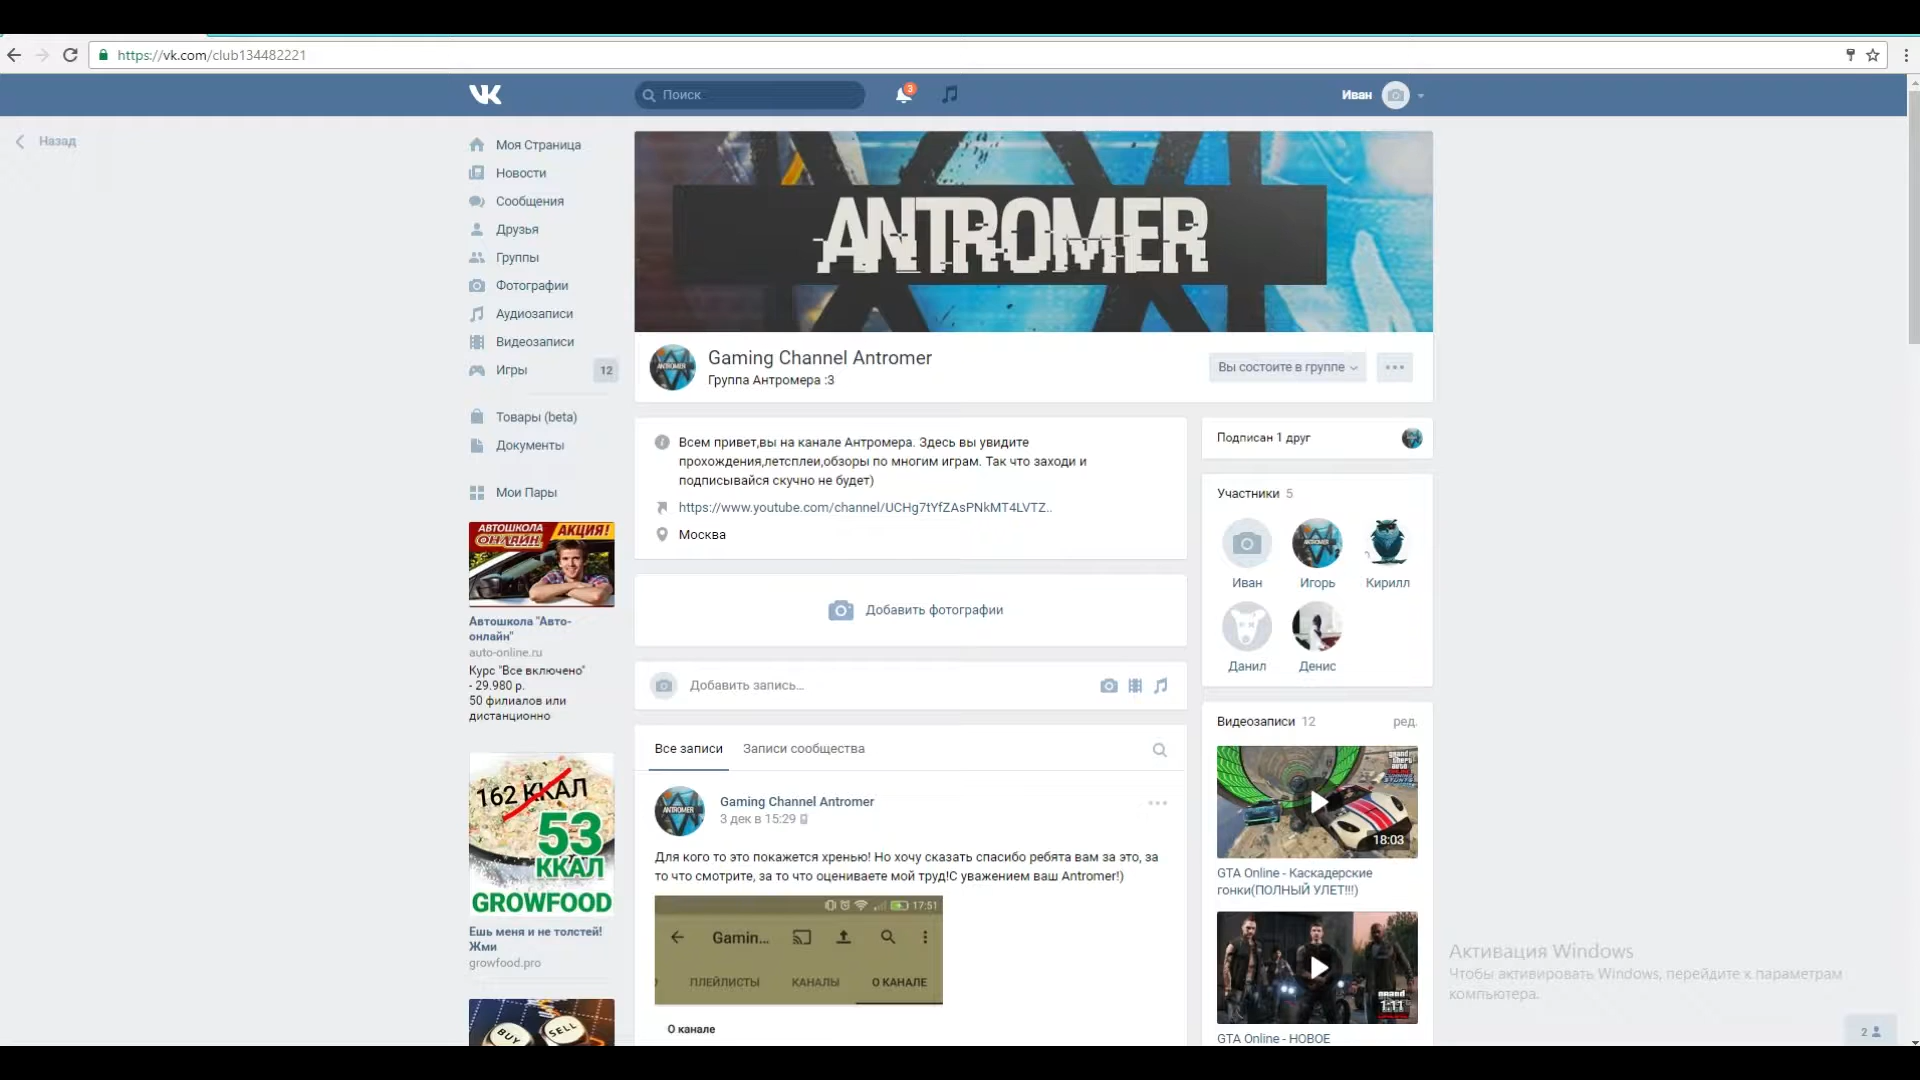 https://vk.com/club134482221
Поиск
3
Иван
Назад
Моя Страница
Новости
Сообщения
Друзья
Группы
Фотографии
Аудиозаписи
Видеозаписи
Игры 12
Товары (beta)
Документы
Мои Пары
АВТОШКОЛА АКЦИЯ!
ОНЛАЙН
Автошкола "Авто-
онлайн"
auto-online.ru
Курс "Все включено"
- 29.980 р.
50 филиалов или
дистанционно
162 ККАЛ
53
ККАЛ
GROWFOOD
Ешь меня и не толстей!
Жми
growfood.pro
BUY SELL
ANTROMER
Gaming Channel Antromer
Группа Антромера :3
Вы состоите в группе
Всем привет,вы на канале Антромера. Здесь вы увидите
прохождения,летсплеи,обзоры по многим играм. Так что заходи и
подписывайся скучно не будет)
https://www.youtube.com/channel/UCHg7tYfZAsPNkMT4LVTZ..
Москва
Добавить фотографии
Добавить запись...
Все записи
Записи сообщества
Gaming Channel Antromer
3 дек в 15:29
Для кого то это покажется хренью! Но хочу сказать спасибо ребята вам за это, за
то что смотрите, за то что оцениваете мой труд!С уважением ваш Antromer!)
17:51
Gamin...
ПЛЕЙЛИСТЫ КАНАЛЫ О КАНАЛЕ
О канале
Подписан 1 друг
Участники 5
Иван Игорь Кирилл
Данил Денис
Видеозаписи 12 ред.
18:03
GTA Online - Каскадерские
гонки(ПОЛНЫЙ УЛЕТ!!!)
1:11
GTA Online - НОВОЕ
Активация Windows
Чтобы активировать Windows, перейдите к параметрам
компьютера.
2